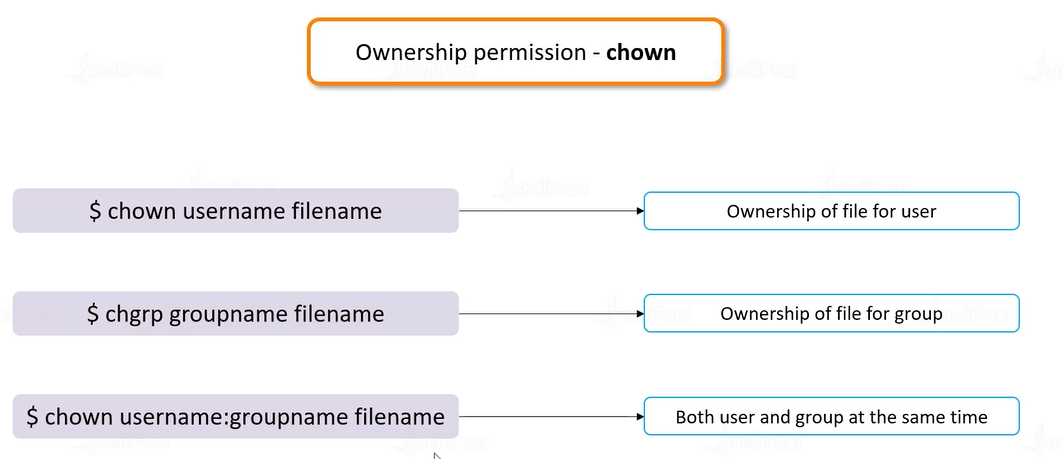 Ownership permission - chown
$ chown username filename
Ownership of file for user
$ chgrp groupname filename
Ownership of file for group
$ chown username:groupname filename
Both user and group at the same time